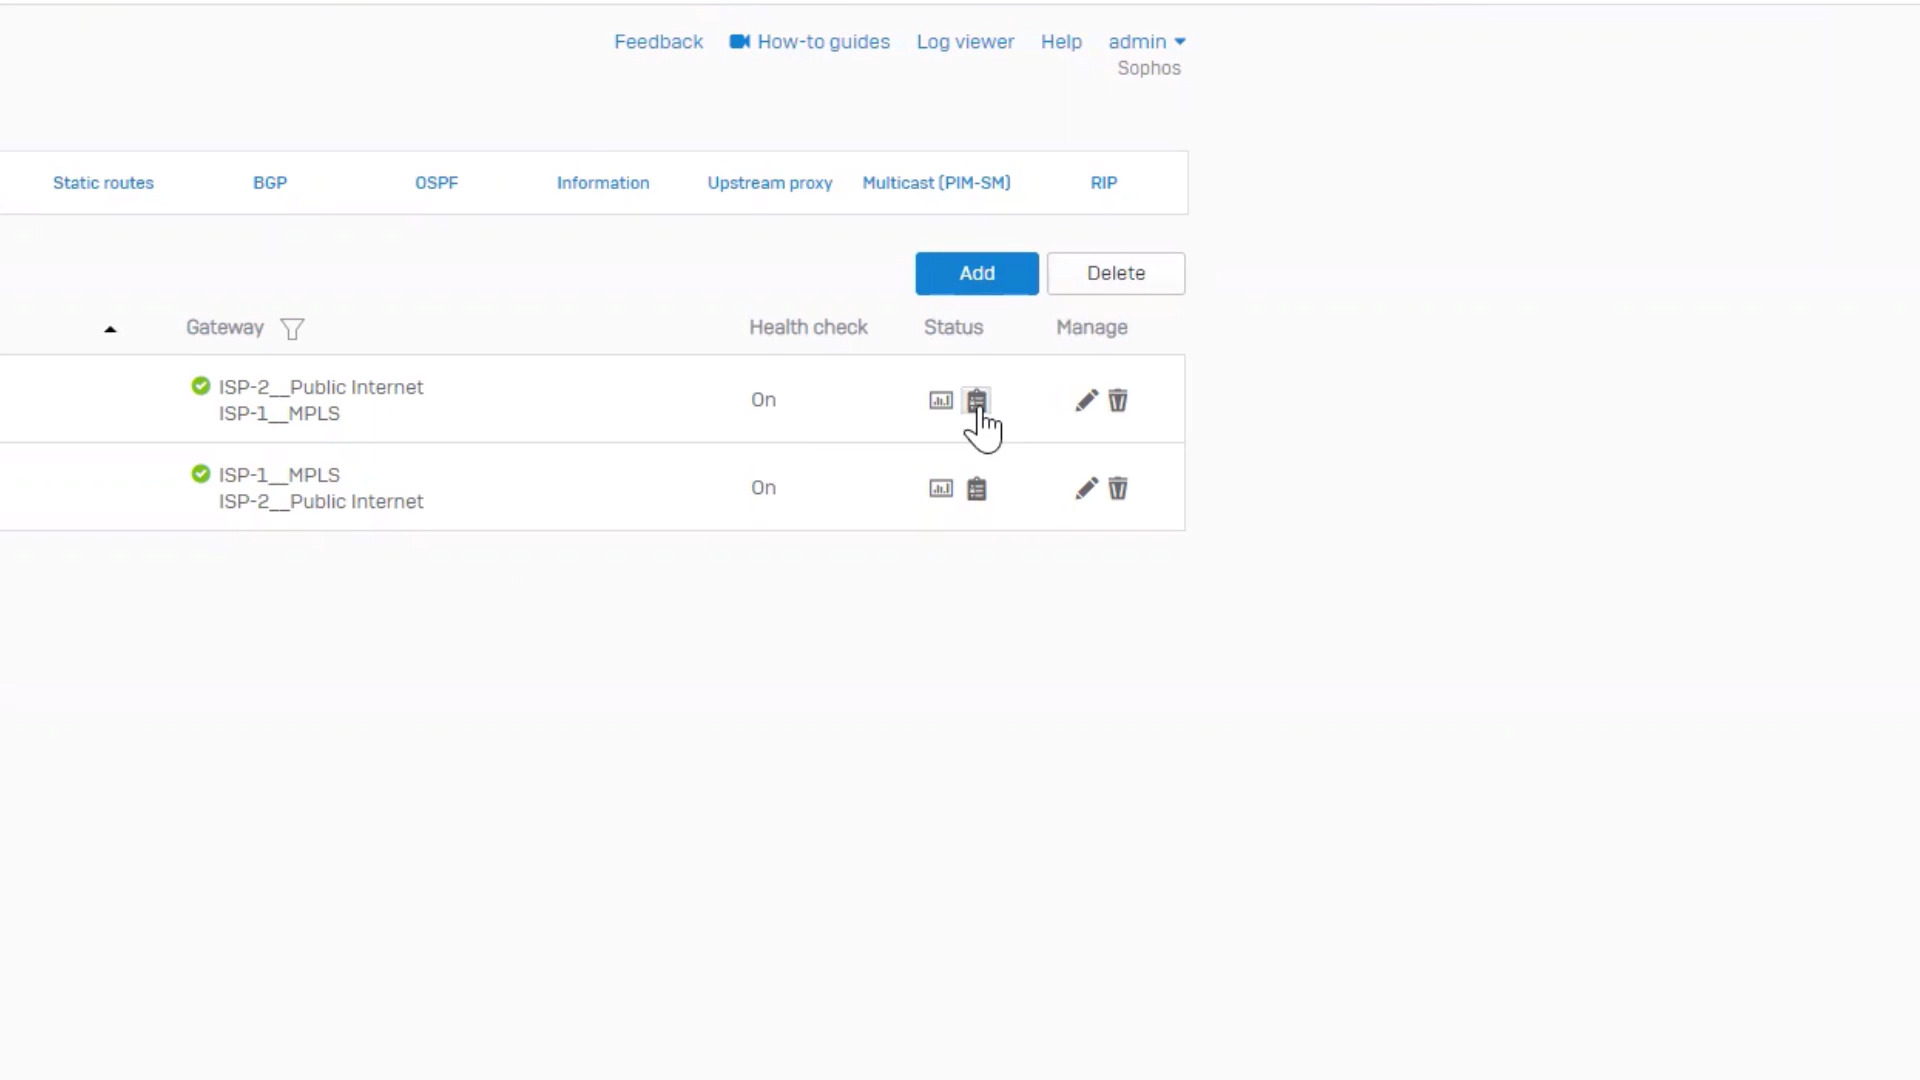 Feedback How-to guides Log viewer Help admin
Sophos
Static routes BGP OSPF Information Upstream proxy Multicast (PIM-SM) RIP
Add Delete
Gateway Health check Status Manage
ISP-2__Public Internet
ISP-1__MPLS
On
ISP-1__MPLS
ISP-2__Public Internet
On